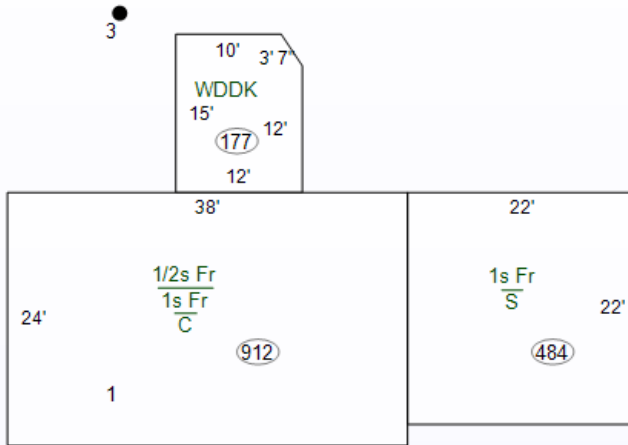 3
10'
3' 7"
WDDK
15'
12'
177
12'
38'
22'
1/2s Fr
1s Fr
C
1s Fr
S
24'
22'
912
484
1